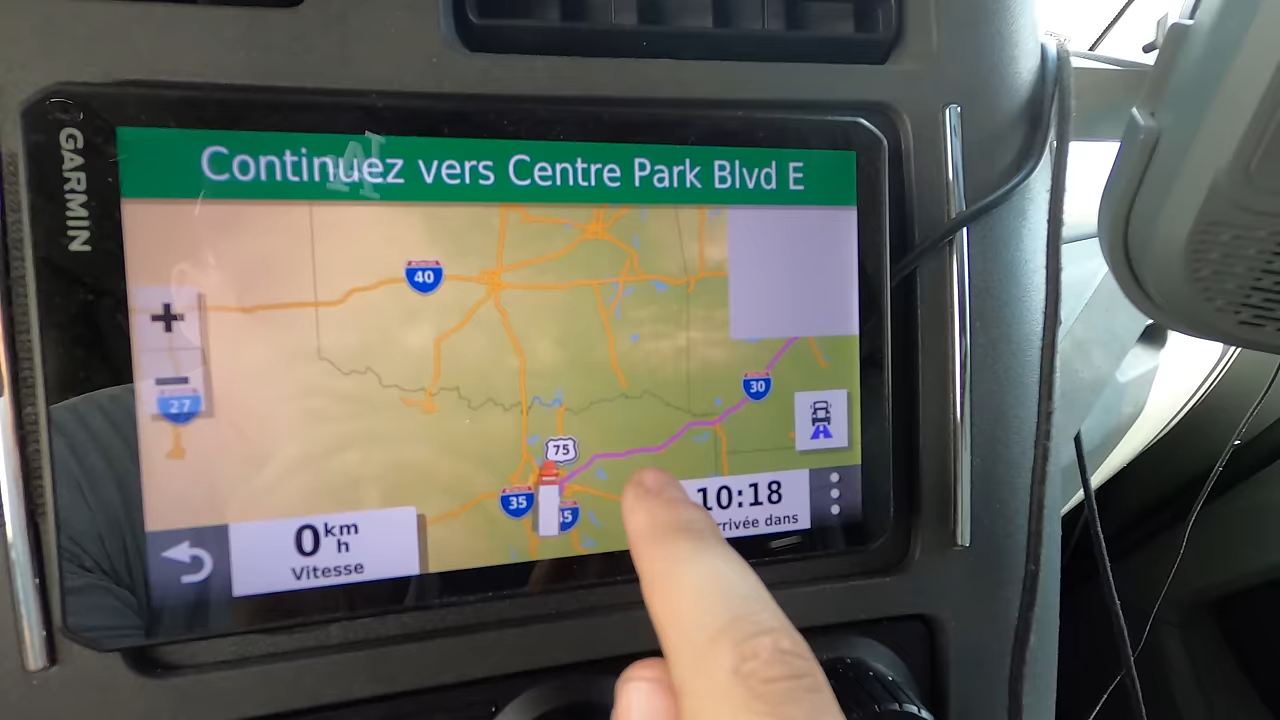 GARMIN
Continuez vers Centre Park Blvd E
40
27
30
75
35
0 km
h
Vitesse
10:18
rrivée dans